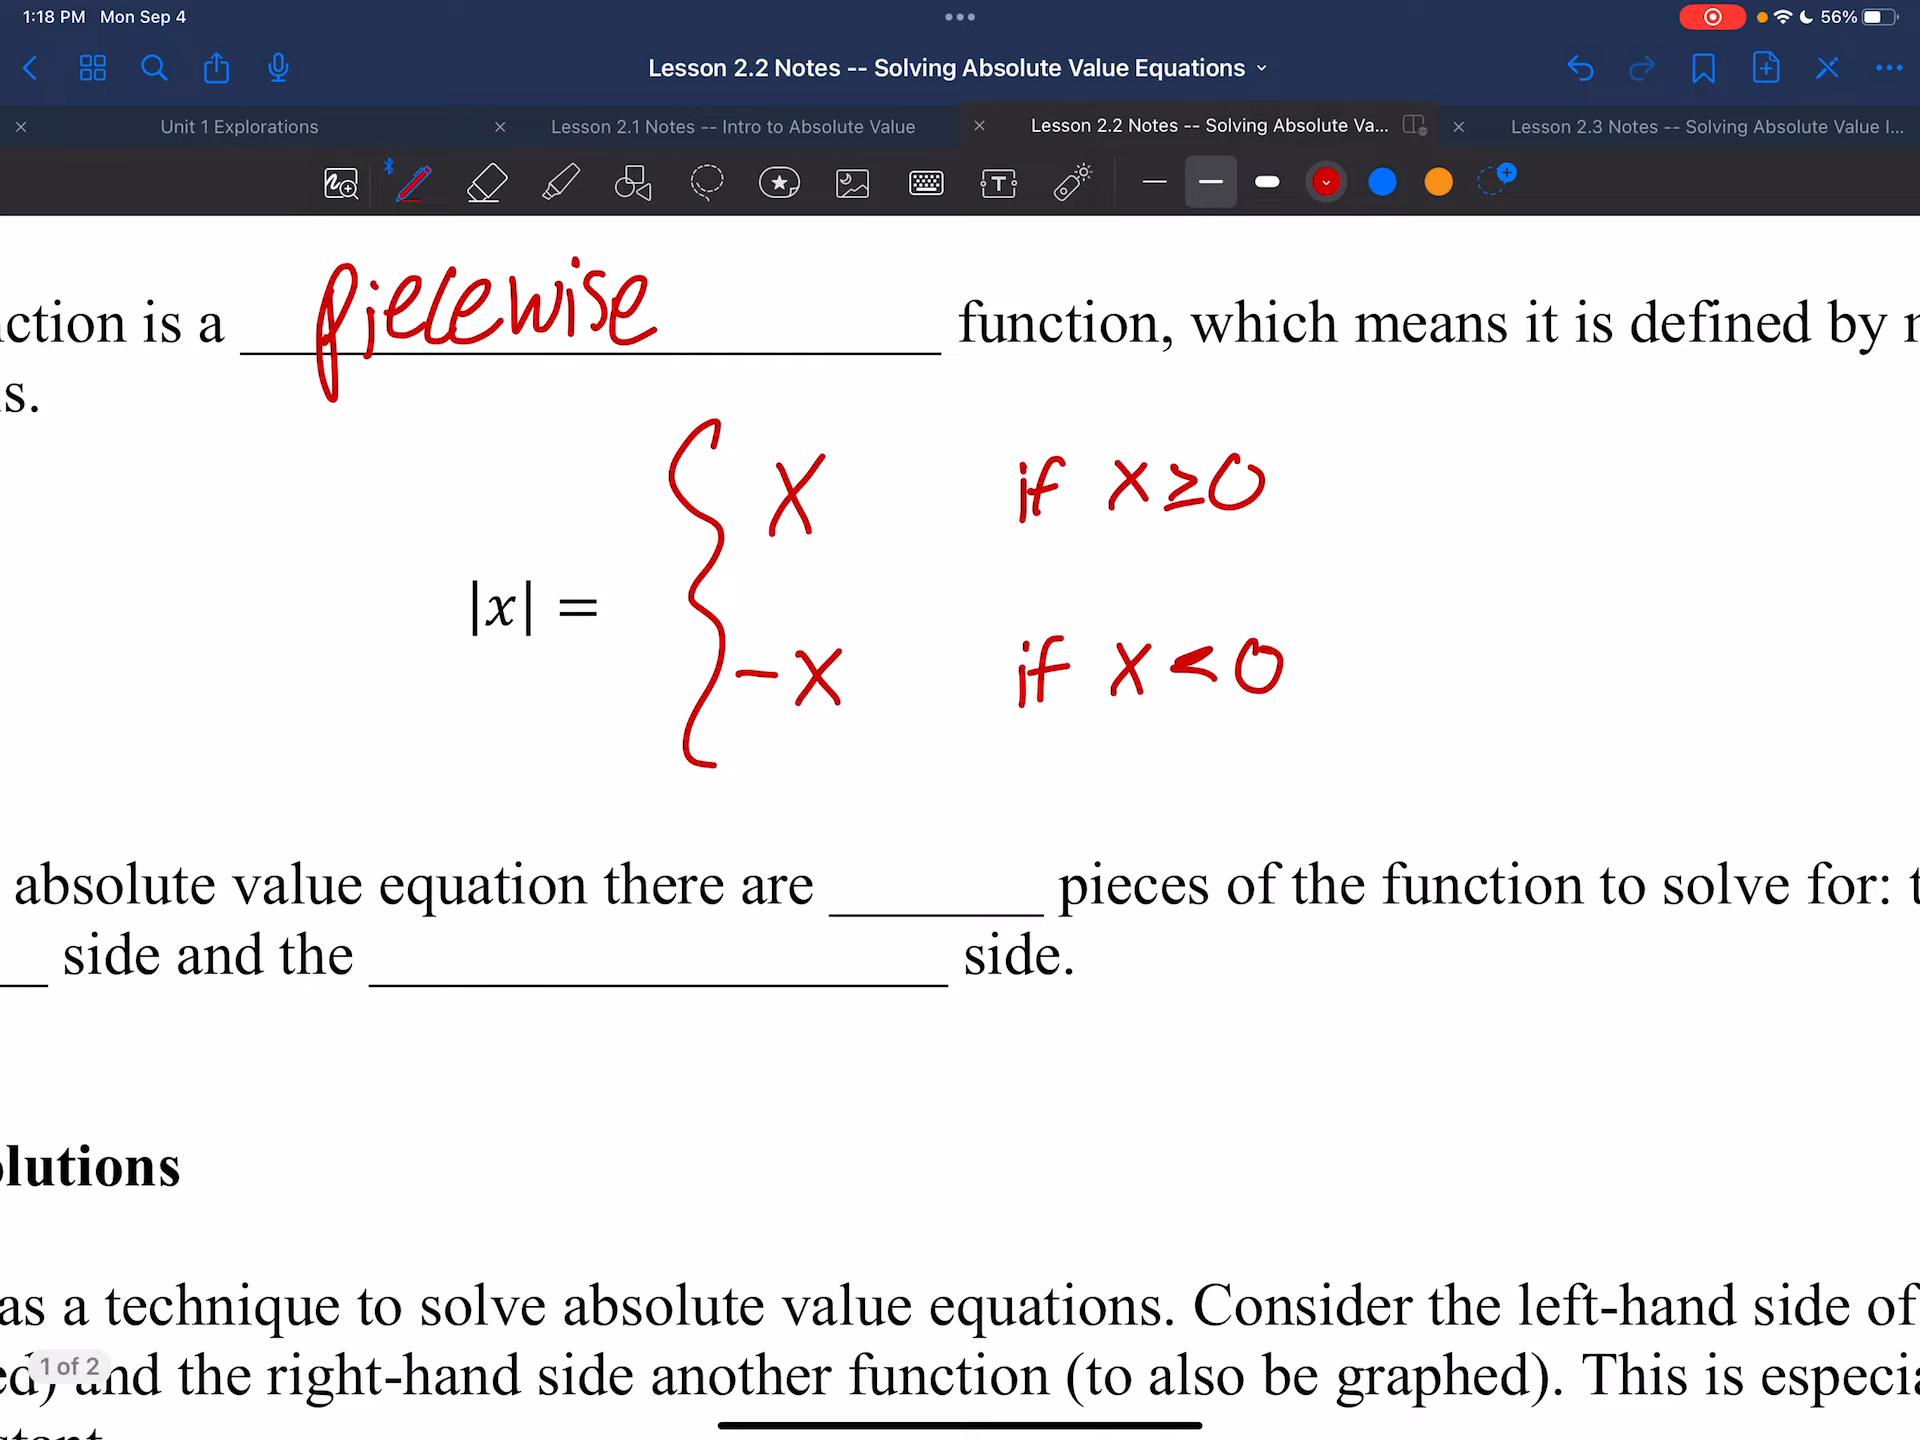 1:18 PM Mon Sep 4 56%
Lesson 2.2 Notes -- Solving Absolute Value Equations
Unit 1 Explorations Lesson 2.1 Notes -- Intro to Absolute Value Lesson 2.2 Notes -- Solving Absolute Va... Lesson 2.3 Notes -- Solving Absolute Value I...
T
ction is a piecewise function, which means it is defined by
s.
x if x ≥ 0
|x| =
-x if x < 0
absolute value equation there are ________ pieces of the function to solve for: t
side and the ________ side.
olutions
as a technique to solve absolute value equations. Consider the left-hand side of
ed) and the right-hand side another function (to also be graphed). This is especia
1 of 2